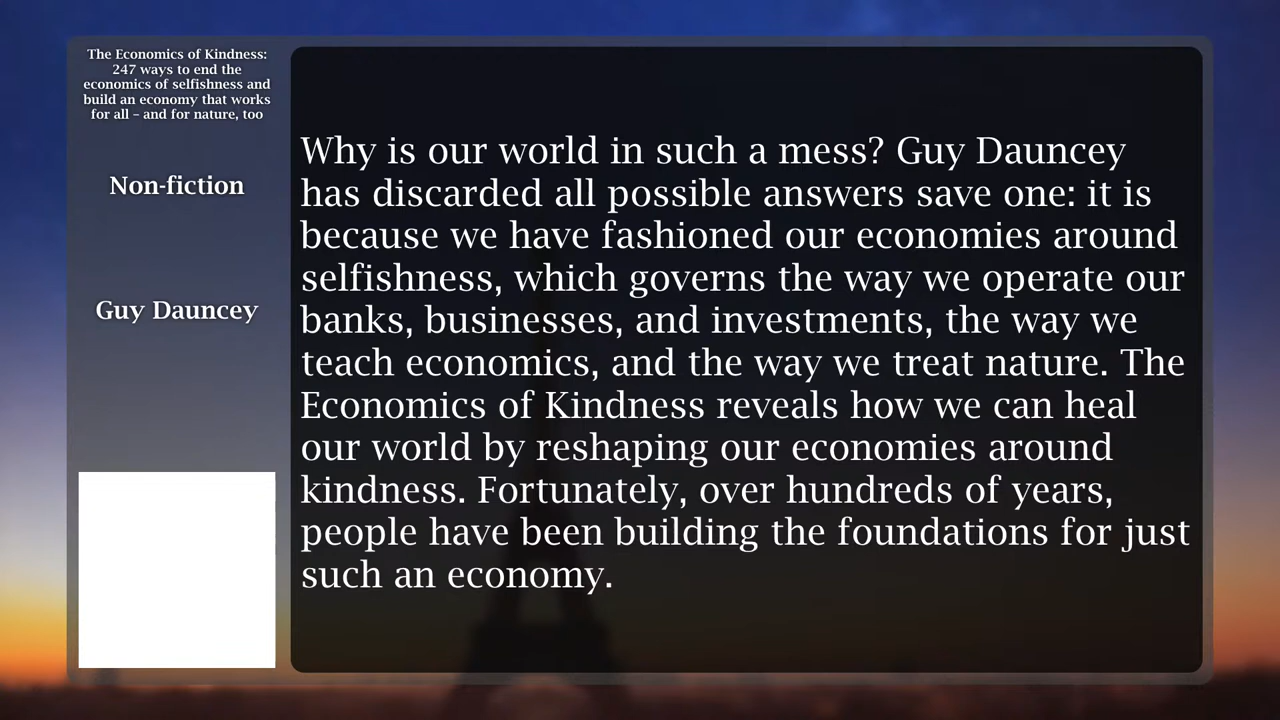 The Economics of Kindness:
247 ways to end the
economics of selfishness and
build an economy that works
for all – and for nature, too
Non-fiction
Guy Dauncey
Why is our world in such a mess? Guy Dauncey
has discarded all possible answers save one: it is
because we have fashioned our economies around
selfishness, which governs the way we operate our
banks, businesses, and investments, the way we
teach economics, and the way we treat nature. The
Economics of Kindness reveals how we can heal
our world by reshaping our economies around
kindness. Fortunately, over hundreds of years,
people have been building the foundations for just
such an economy.